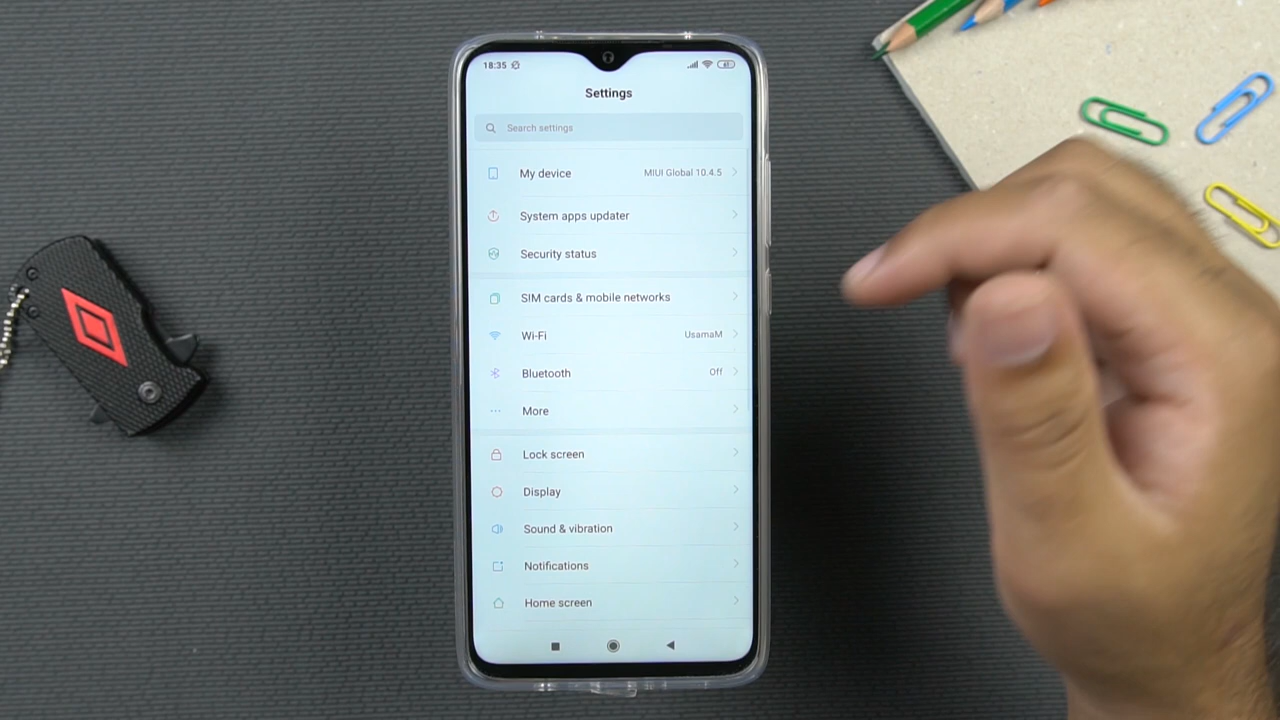 18:35
Settings
Search settings
My device MIUI Global 10.4.5
System apps updater
Security status
SIM cards & mobile networks
Wi-Fi UsamaM
Bluetooth Off
More
Lock screen
Display
Sound & vibration
Notifications
Home screen